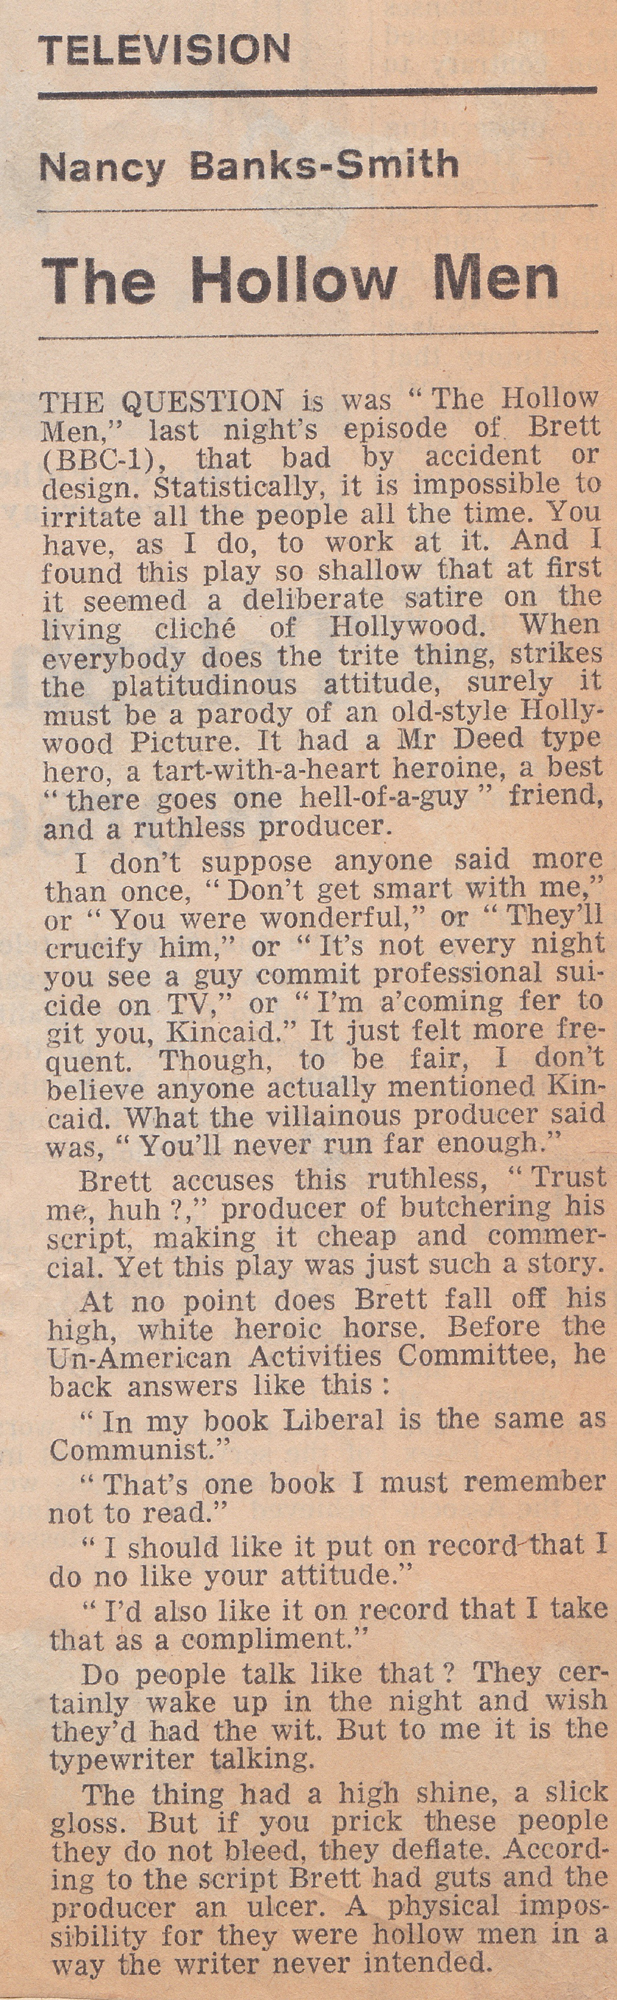 TELEVISION
Nancy Banks-Smith
The Hollow Men
THE QUESTION is was “ The Hollow
Men,” last night's episode of Brett
(BBC-1), that bad by accident or
design. Statistically, it is impossible to
irritate all the people all the time. You
have, as I do, to work at it. And I
found this play so shallow that at first
it seemed a deliberate satire on the
living cliché of Hollywood. When
everybody does the trite thing, strikes
the platitudinous attitude, surely it
must be a parody of an old-style Holly-
wood Picture. It had a Mr Deed type
hero, a tart-with-a-heart heroine, a best
“ there goes one hell-of-a-guy ” friend,
and a ruthless producer.
I don't suppose anyone said more
than once, “ Don't get smart with me,”
or “ You were wonderful,” or “ They'll
crucify him,” or “ It's not every night
you see a guy commit professional sui-
cide on TV,” or “ I'm a'coming fer to
git you, Kincaid.” It just felt more fre-
quent. Though, to be fair, I don't
believe anyone actually mentioned Kin-
caid. What the villainous producer said
was, “ You'll never run far enough.”
Brett accuses this ruthless, “ Trust
me, huh ?,” producer of butchering his
script, making it cheap and commer-
cial. Yet this play was just such a story.
At no point does Brett fall off his
high, white heroic horse. Before the
Un-American Activities Committee, he
back answers like this :
“ In my book Liberal is the same as
Communist.”
“ That's one book I must remember
not to read.”
“ I should like it put on record that I
do no like your attitude.”
“ I'd also like it on record that I take
that as a compliment.”
Do people talk like that ? They cer-
tainly wake up in the night and wish
they'd had the wit. But to me it is the
typewriter talking.
The thing had a high shine, a slick
gloss. But if you prick these people
they do not bleed, they deflate. Accord-
ing to the script Brett had guts and the
producer an ulcer. A physical impos-
sibility for they were hollow men in a
way the writer never intended.